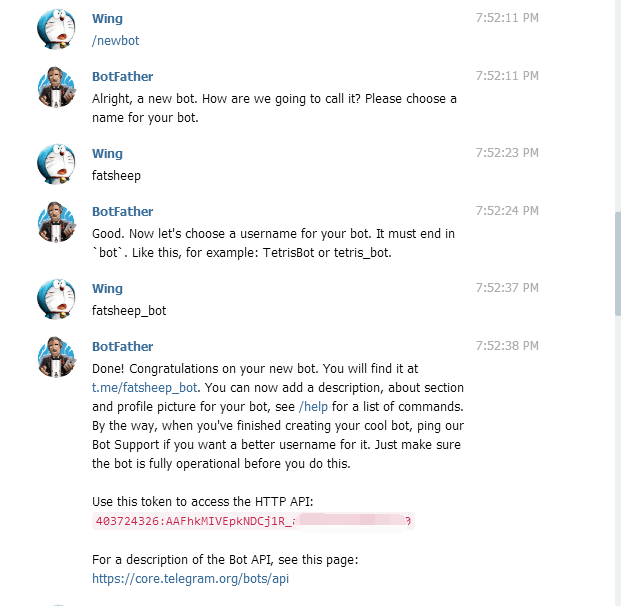 Wing 7:52:11 PM
/newbot
BotFather 7:52:11 PM
Alright, a new bot. How are we going to call it? Please choose a
name for your bot.
Wing 7:52:23 PM
fatsheep
BotFather 7:52:24 PM
Good. Now let's choose a username for your bot. It must end in
`bot`. Like this, for example: TetrisBot or tetris_bot.
Wing 7:52:37 PM
fatsheep_bot
BotFather 7:52:38 PM
Done! Congratulations on your new bot. You will find it at
t.me/fatsheep_bot. You can now add a description, about section
and profile picture for your bot, see /help for a list of commands.
By the way, when you've finished creating your cool bot, ping our
Bot Support if you want a better username for it. Just make sure
the bot is fully operational before you do this.
Use this token to access the HTTP API:
403724326:AAFhkMIVEpkNDCj1R_
For a description of the Bot API, see this page:
https://core.telegram.org/bots/api